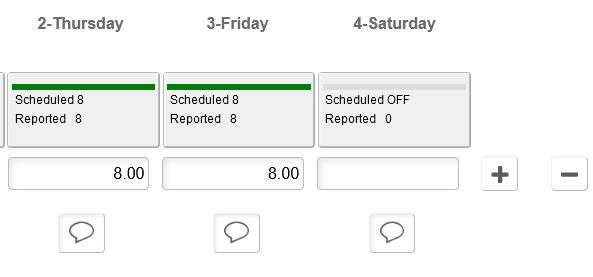 2-Thursday 3-Friday 4-Saturday
Scheduled 8 Scheduled 8 Scheduled OFF
Reported 8 Reported 8 Reported 0
8.00 8.00